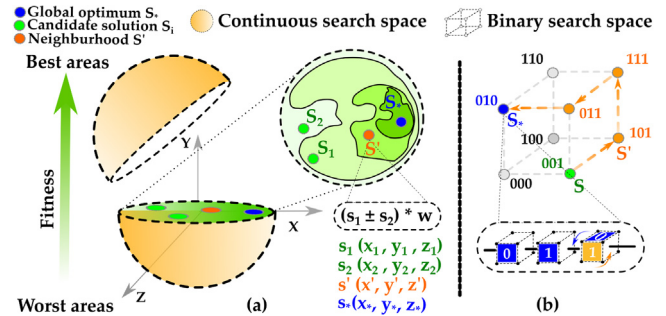 Global optimum S*
Candidate solution Si
Neighborhood S'
Continuous search space
Binary search space
Best areas
Fitness
Worst areas
Y
X
Z
(a)
S2
S1
S*
S'
(s1 ± s2) * w
s1 (x1, y1, z1)
s2 (x2, y2, z2)
s' (x', y', z')
s* (x*, y*, z*)
110
111
010
S*
011
100
101
001
S'
000
S
0
1
1
(b)